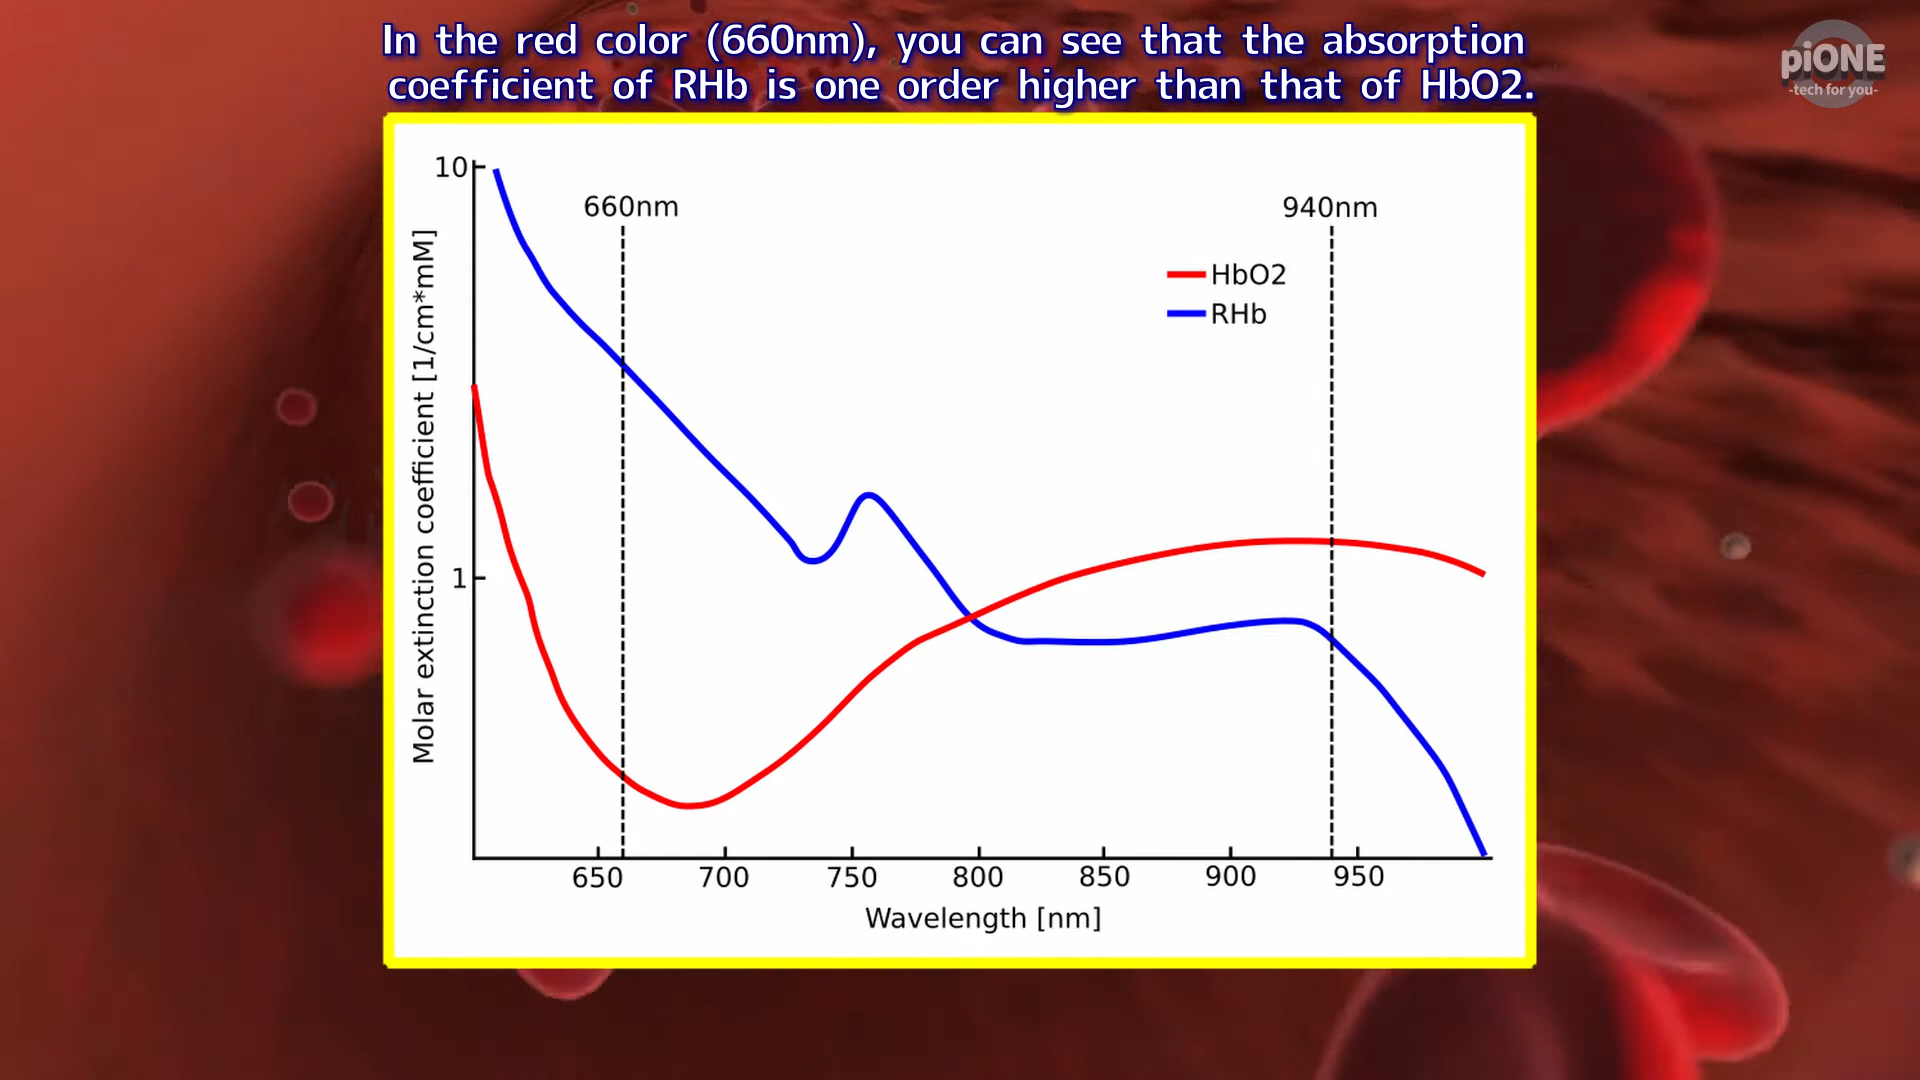 In the red color (660nm), you can see that the absorption
coefficient of RHb is one order higher than that of HbO2.
piONE
-tech for you-
10
660nm
940nm
HbO2
RHb
Molar extinction coefficient [1/cm*mM]
1
650 700 750 800 850 900 950
Wavelength [nm]